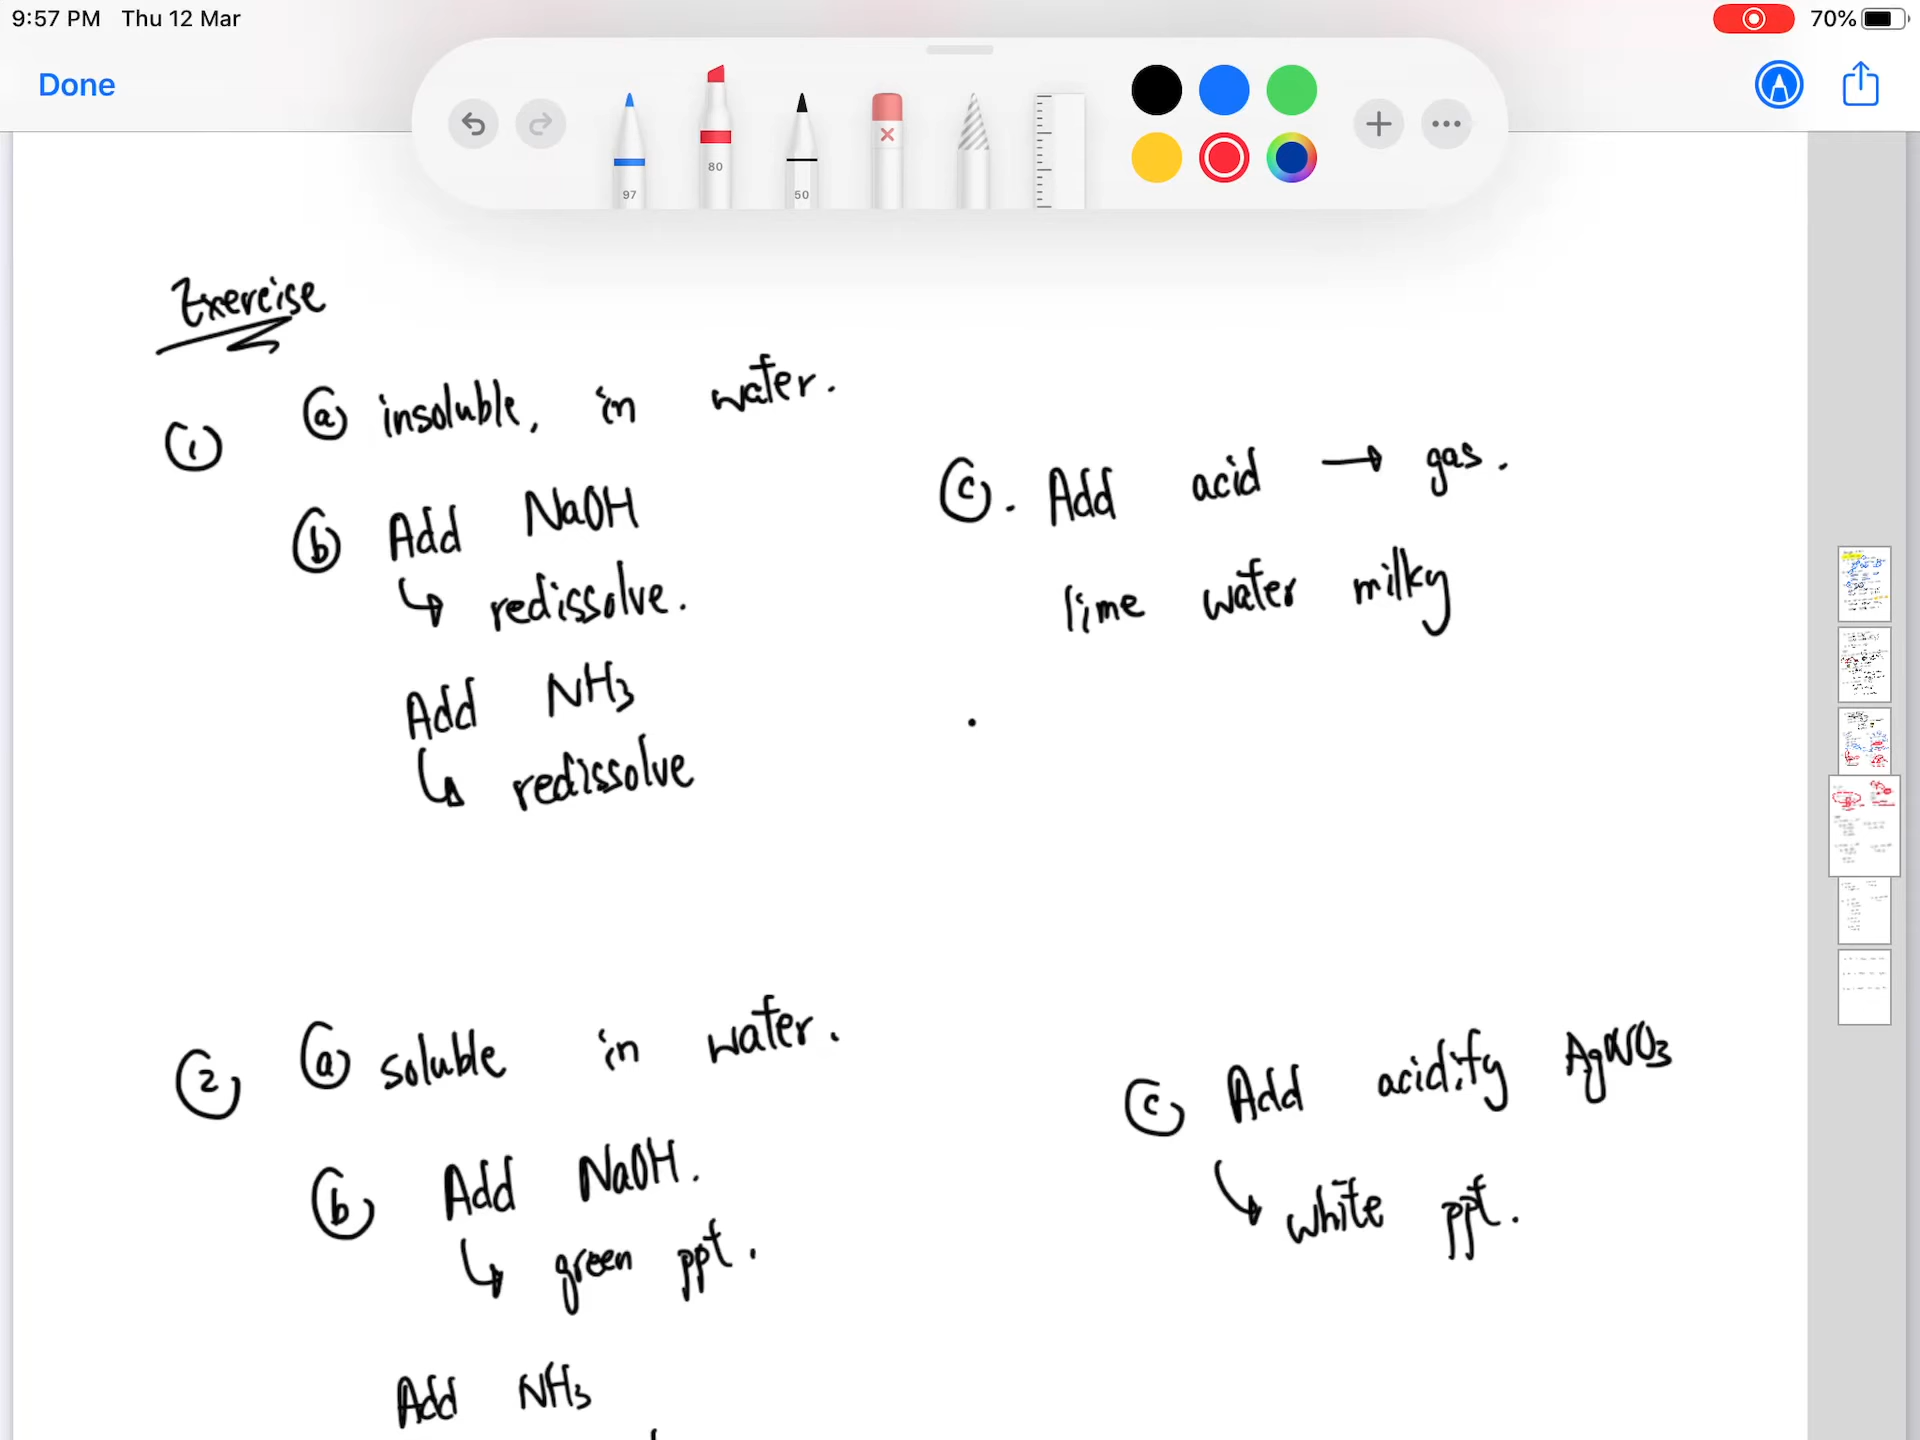 9:57 PM Thu 12 Mar
70%
Done
97
80
50
Exercise
① ⓐ insoluble, in water.
ⓑ Add NaOH
↳ redissolve.
Add NH3
↳ redissolve
ⓒ. Add acid → gas.
lime water milky
② ⓐ soluble in water.
ⓑ Add NaOH.
↳ green ppt.
Add NH3
ⓒ Add acidify AgNO3
↳ white ppt.